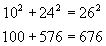 10² + 24² = 26²
100 + 576 = 676